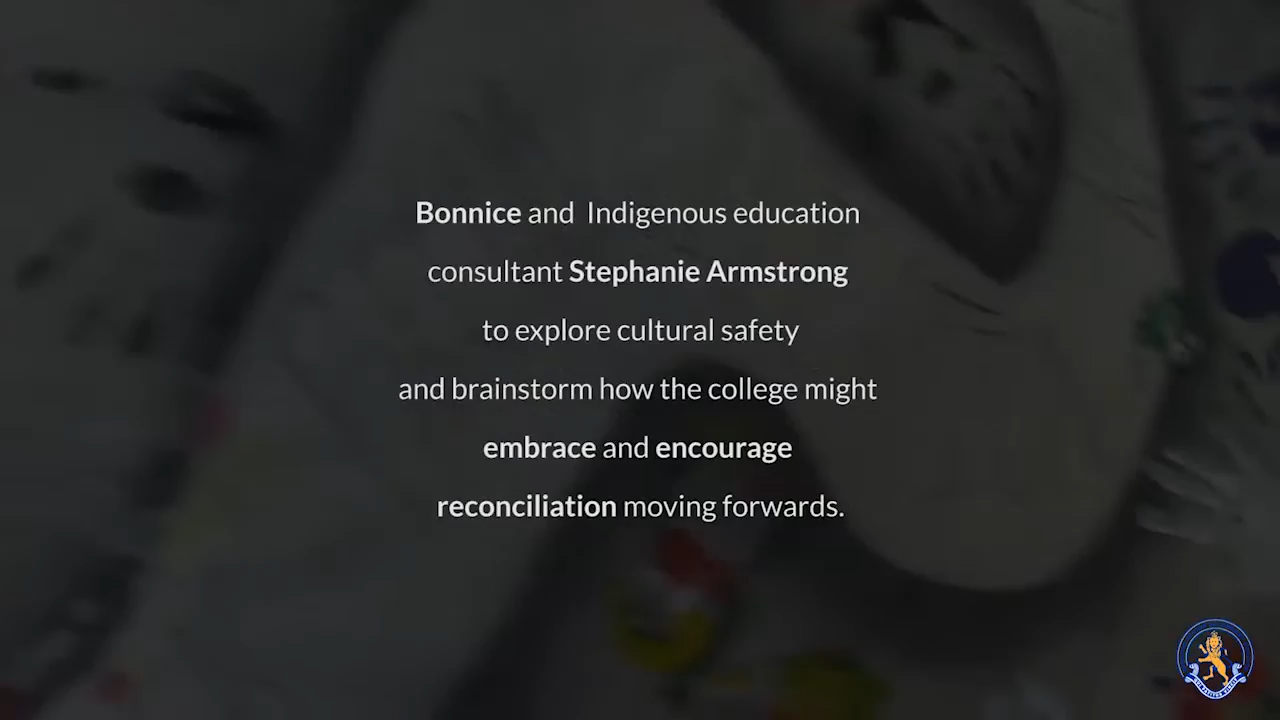 Bonnice and Indigenous education
consultant Stephanie Armstrong
to explore cultural safety
and brainstorm how the college might
embrace and encourage
reconciliation moving forwards.